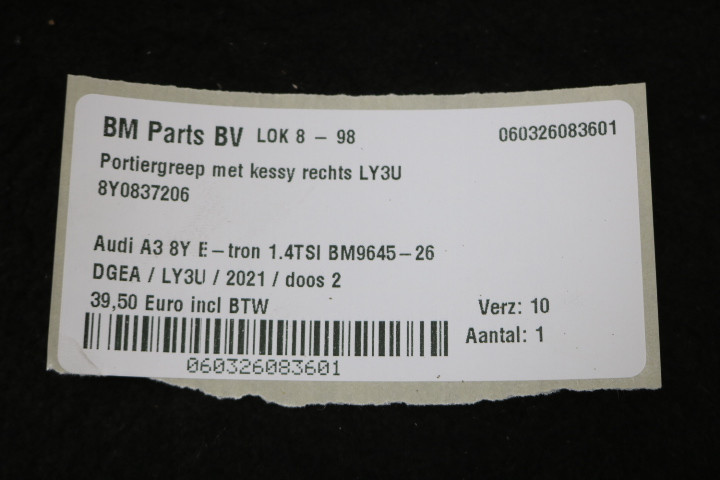 BM Parts BV LOK 8 - 98 060326083601
Portiergreep met kessy rechts LY3U
8Y0837206
Audi A3 8Y E-tron 1.4TSI BM9645-26
DGEA / LY3U / 2021 / doos 2
39,50 Euro incl BTW Verz: 10
Aantal: 1
060326083601